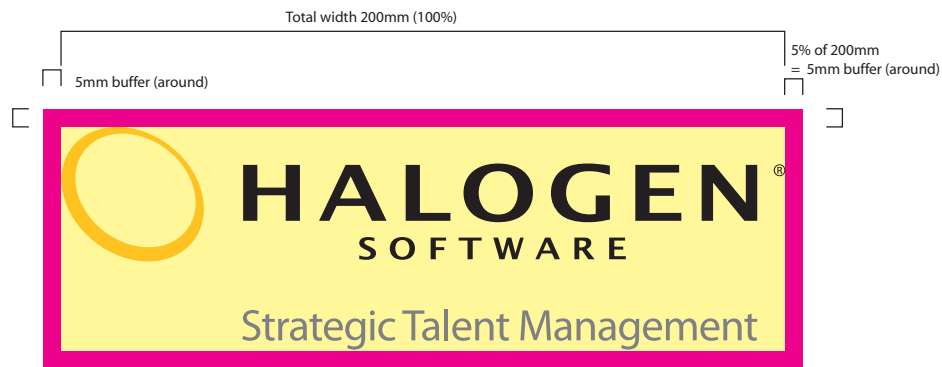 Total width 200mm (100%)
5% of 200mm
= 5mm buffer (around)
5mm buffer (around)
HALOGEN®
SOFTWARE
Strategic Talent Management